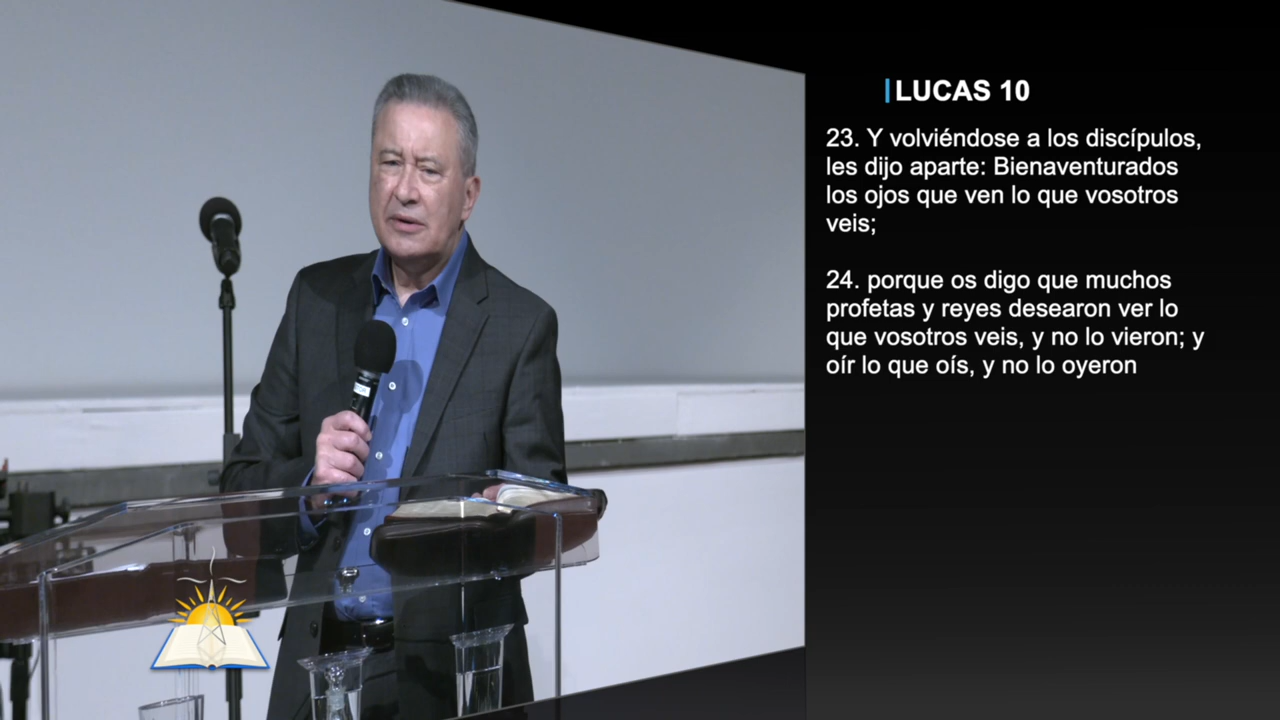 LUCAS 10
23. Y volviéndose a los discípulos,
les dijo aparte: Bienaventurados
los ojos que ven lo que vosotros
veis;
24. porque os digo que muchos
profetas y reyes desearon ver lo
que vosotros veis, y no lo vieron; y
oír lo que oís, y no lo oyeron